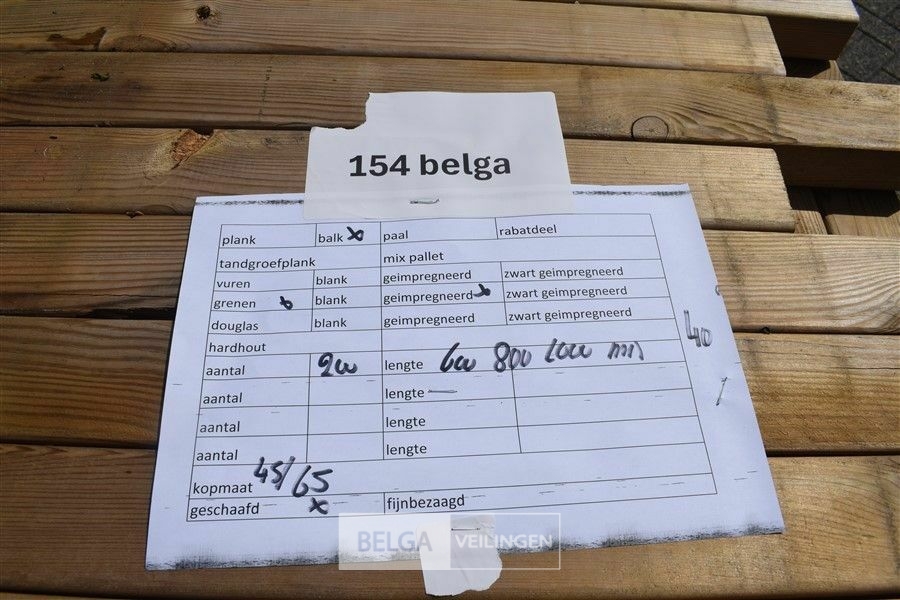 154 belga
plank balk x paal rabatdeel
tandgroefplank mix pallet
vuren blank geimpregneerd zwart geimpregneerd
grenen x blank geimpregneerd x zwart geimpregneerd
douglas blank geimpregneerd zwart geimpregneerd
hardhout
aantal 200 lengte 600 800 1000 mm 40
aantal lengte
aantal lengte
aantal lengte
kopmaat 45/65
geschaafd x fijnbezaagd
BELGA VEILINGEN